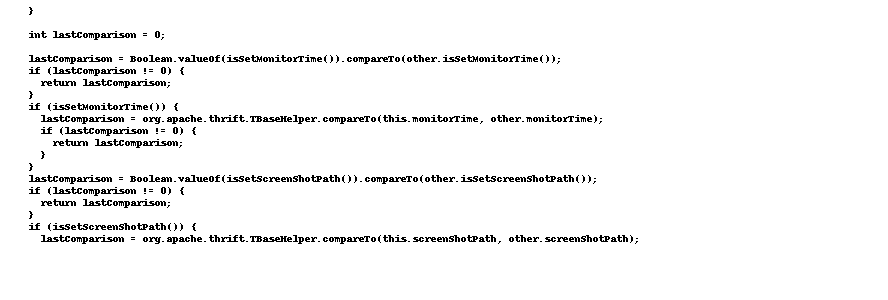 }
int lastComparison = 0;
lastComparison = Boolean.valueOf(isSetMonitorTime()).compareTo(other.isSetMonitorTime());
if (lastComparison != 0) {
return lastComparison;
}
if (isSetMonitorTime()) {
lastComparison = org.apache.thrift.TBaseHelper.compareTo(this.monitorTime, other.monitorTime);
if (lastComparison != 0) {
return lastComparison;
}
}
lastComparison = Boolean.valueOf(isSetScreenShotPath()).compareTo(other.isSetScreenShotPath());
if (lastComparison != 0) {
return lastComparison;
}
if (isSetScreenShotPath()) {
lastComparison = org.apache.thrift.TBaseHelper.compareTo(this.screenShotPath, other.screenShotPath);